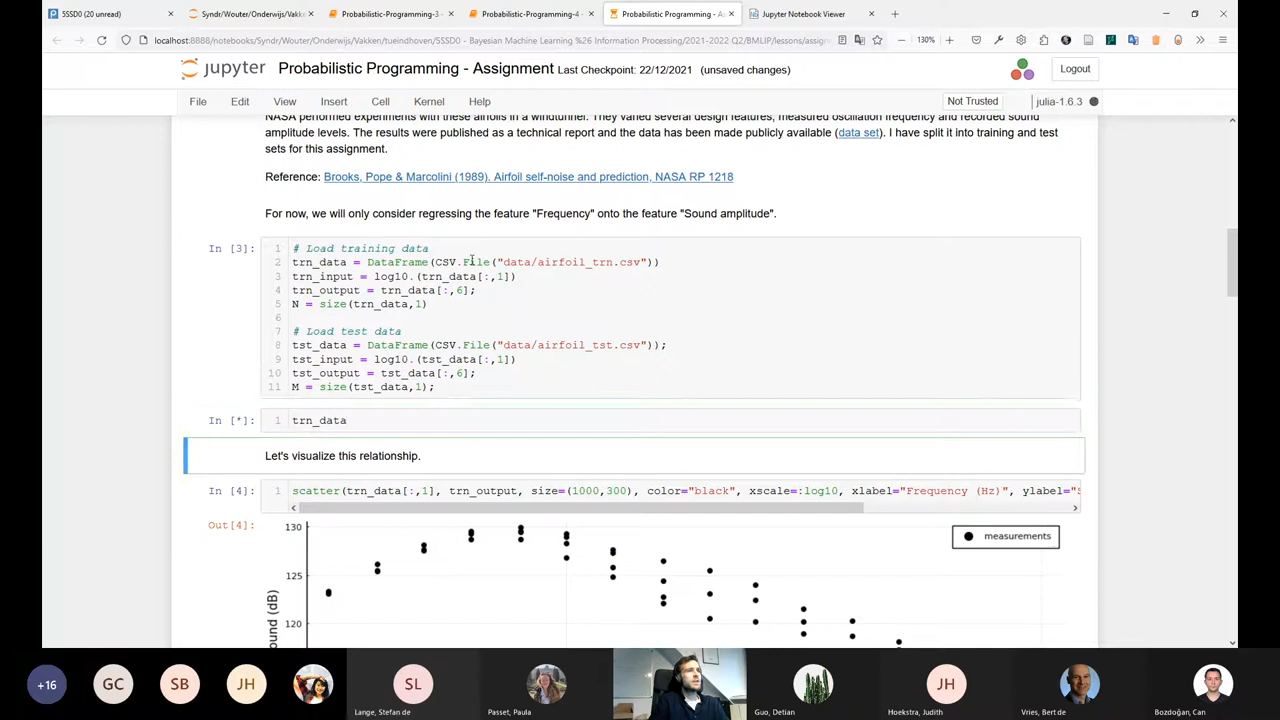 5SSD0 (20 unread)
Syndr/Wouter/Onderwijs/Vakke
Probabilistic-Programming-3 -
Probabilistic-Programming-4 -
Probabilistic Programming - As
Jupyter Notebook Viewer
localhost:8888/notebooks/Syndr/Wouter/Onderwijs/Vakken/tueindhoven/5SSD0 - Bayesian Machine Learning %26 Information Processing/2021-2022 Q2/BMLIP/lessons/assign
130%
jupyter Probabilistic Programming - Assignment Last Checkpoint: 22/12/2021 (unsaved changes)
Logout
File Edit View Insert Cell Kernel Help
Not Trusted
julia-1.6.3
NASA performed experiments with these airfoils in a windtunnel. They varied several design features, measured oscillation frequency and recorded sound
amplitude levels. The results were published as a technical report and the data has been made publicly available (data set). I have split it into training and test
sets for this assignment.
Reference: Brooks, Pope & Marcolini (1989). Airfoil self-noise and prediction, NASA RP 1218
For now, we will only consider regressing the feature "Frequency" onto the feature "Sound amplitude".
In [3]:
1 # Load training data
2 trn_data = DataFrame(CSV.File("data/airfoil_trn.csv"))
3 trn_input = log10.(trn_data[:,1])
4 trn_output = trn_data[:,6];
5 N = size(trn_data,1)
6
7 # Load test data
8 tst_data = DataFrame(CSV.File("data/airfoil_tst.csv"));
9 tst_input = log10.(tst_data[:,1])
10 tst_output = tst_data[:,6];
11 M = size(tst_data,1);
In [*]: 1 trn_data
Let's visualize this relationship.
In [4]: 1 scatter(trn_data[:,1], trn_output, size=(1000,300), color="black", xscale=:log10, xlabel="Frequency (Hz)", ylabel="S
Out[4]:
130
measurements
125
120
ound (dB)
+16
GC
SB
JH
SL
Lange, Stefan de
Passet, Paula
Guo, Detian
JH
Hoekstra, Judith
Vries, Bert de
Bozdoğan, Can